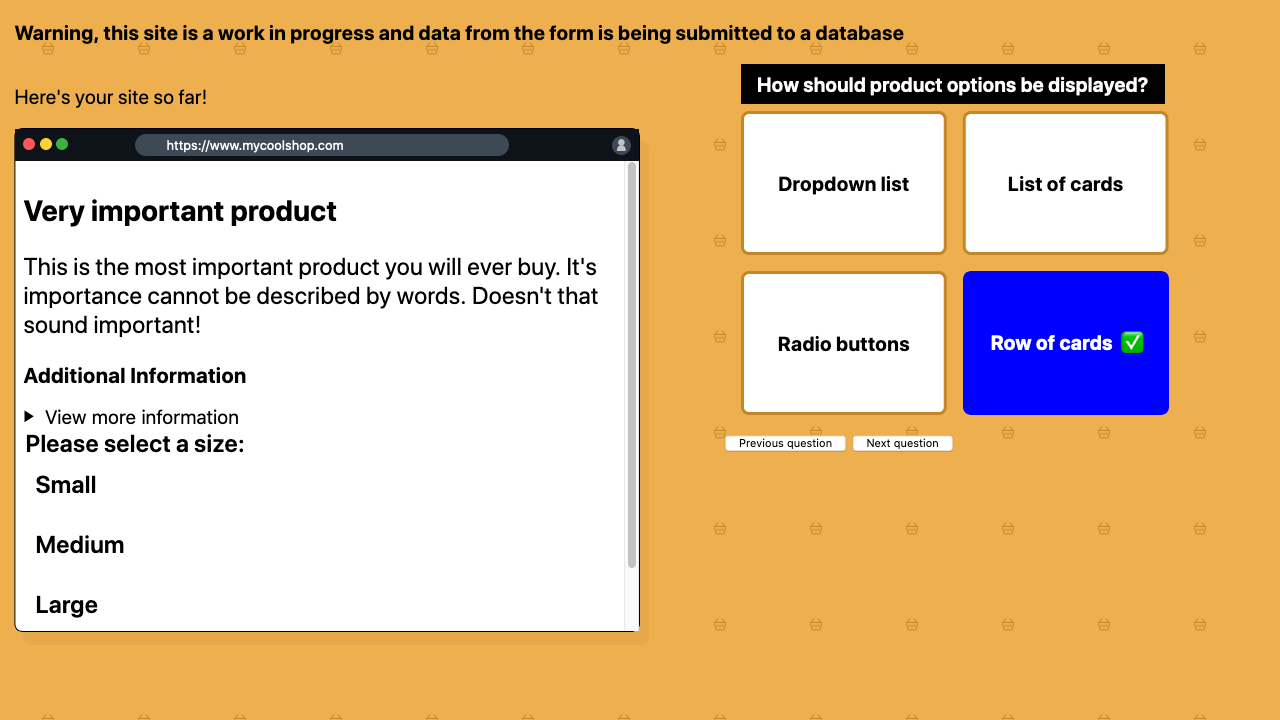 Warning, this site is a work in progress and data from the form is being submitted to a database
Here's your site so far!
https://www.mycoolshop.com
Very important product
This is the most important product you will ever buy. It's
importance cannot be described by words. Doesn't that
sound important!
Additional Information
View more information
Please select a size:
Small
Medium
Large
How should product options be displayed?
Dropdown list
List of cards
Radio buttons
Row of cards ✅
Previous question
Next question